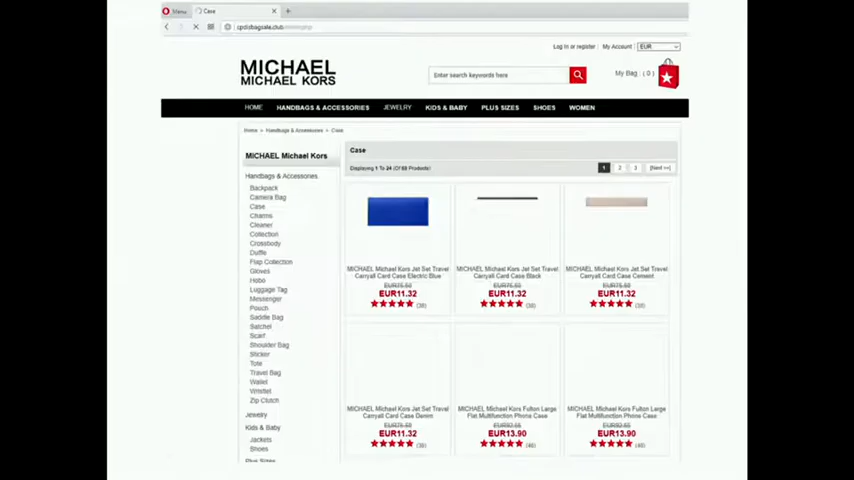 Menu
Case
Log In or register
My Account
EUR
MICHAEL
MICHAEL KORS
Enter search keywords here
My Bag : ( 0 )
HOME
HANDBAGS & ACCESSORIES
JEWELRY
KIDS & BABY
PLUS SIZES
SHOES
WOMEN
Home » Handbags & Accessories » Case
MICHAEL Michael Kors
Handbags & Accessories
Backpack
Camera Bag
Case
Charms
Cleaner
Collection
Crossbody
Duffle
Flap Collection
Gloves
Hobo
Luggage Tag
Messenger
Pouch
Saddle Bag
Satchel
Scarf
Shoulder Bag
Sticker
Tote
Travel Bag
Wallet
Wristlet
Zip Clutch
Jewelry
Kids & Baby
Jackets
Shoes
Plus Sizes
Case
Displaying 1 To 24 (Of Products)
1 2 3 [Next >>]
MICHAEL Michael Kors Jet Set Travel
Carryall Card Case Electric Blue
EUR11.32
MICHAEL Michael Kors Jet Set Travel
Carryall Card Case Black
EUR11.32
MICHAEL Michael Kors Jet Set Travel
Carryall Card Case Cement
EUR11.32
MICHAEL Michael Kors Jet Set Travel
Carryall Card Case Denim
EUR11.32
MICHAEL Michael Kors Fulton Large
Flat Multifunction Phone Case
EUR13.90
MICHAEL Michael Kors Fulton Large
Flat Multifunction Phone Case
EUR13.90